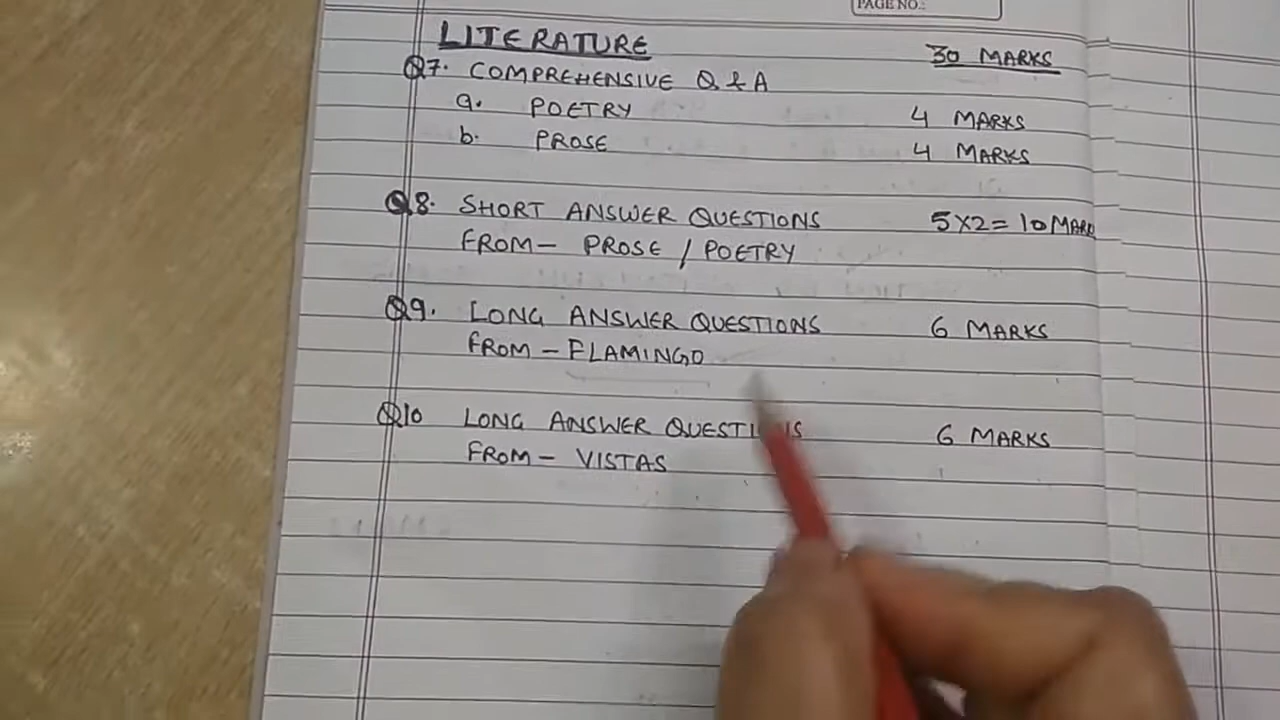 PAGE NO.:
LITERATURE 30 MARKS
Q7. COMPREHENSIVE Q & A
a. POETRY 4 MARKS
b. PROSE 4 MARKS
Q8. SHORT ANSWER QUESTIONS 5X2=10 MARK
FROM- PROSE / POETRY
Q9. LONG ANSWER QUESTIONS 6 MARKS
FROM - FLAMINGO
Q10 LONG ANSWER QUESTIONS 6 MARKS
FROM - VISTAS